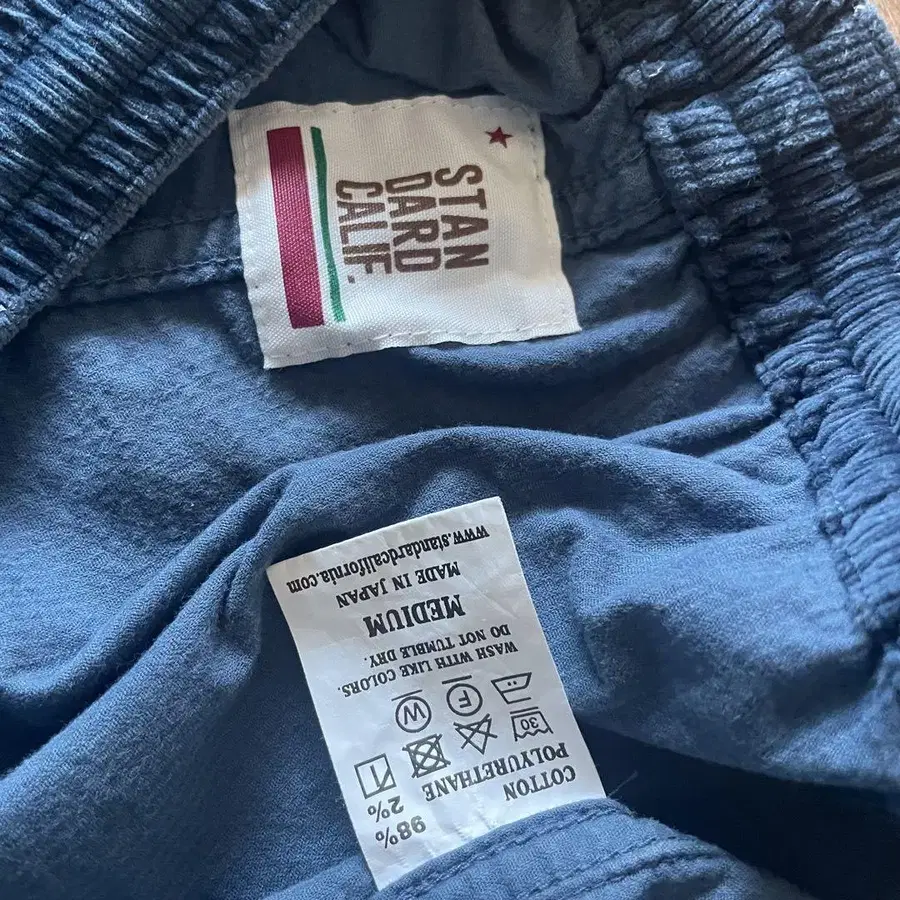 STAN
DARD
CALIF.
COTTON 98%
POLYURETHANE 2%
30
F W
WASH WITH LIKE COLORS.
DO NOT TUMBLE DRY.
MEDIUM
MADE IN JAPAN
www.standardcalifornia.com